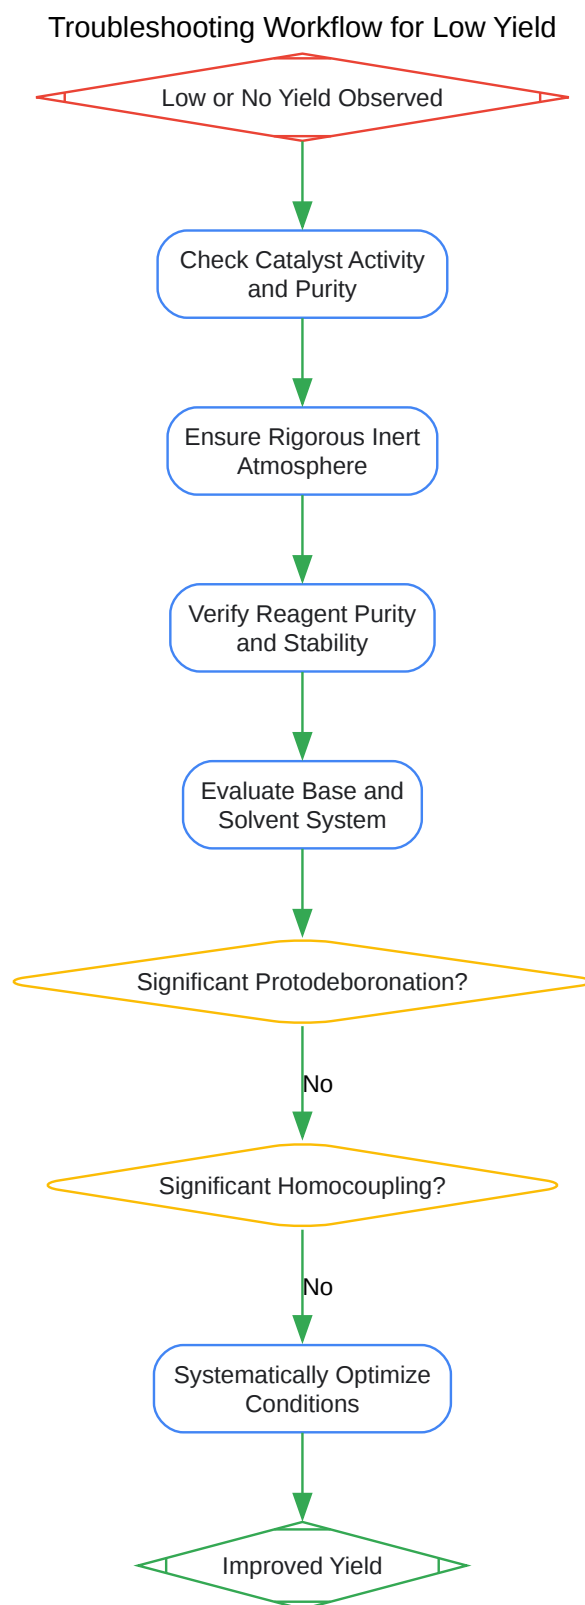 Troubleshooting Workflow for Low Yield
Low or No Yield Observed
Check Catalyst Activity
and Purity
Ensure Rigorous Inert
Atmosphere
Verify Reagent Purity
and Stability
Evaluate Base and
Solvent System
Significant Protodeboronation?
No
Significant Homocoupling?
No
Systematically Optimize
Conditions
Improved Yield